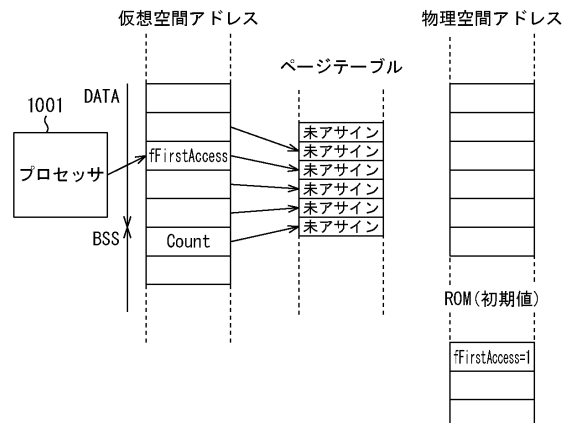 仮想空間アドレス
物理空間アドレス
ページテーブル
DATA
1001
プロセッサ
fFirstAccess
未アサイン
未アサイン
未アサイン
未アサイン
未アサイン
未アサイン
BSS
Count
ROM(初期値)
fFirstAccess=1